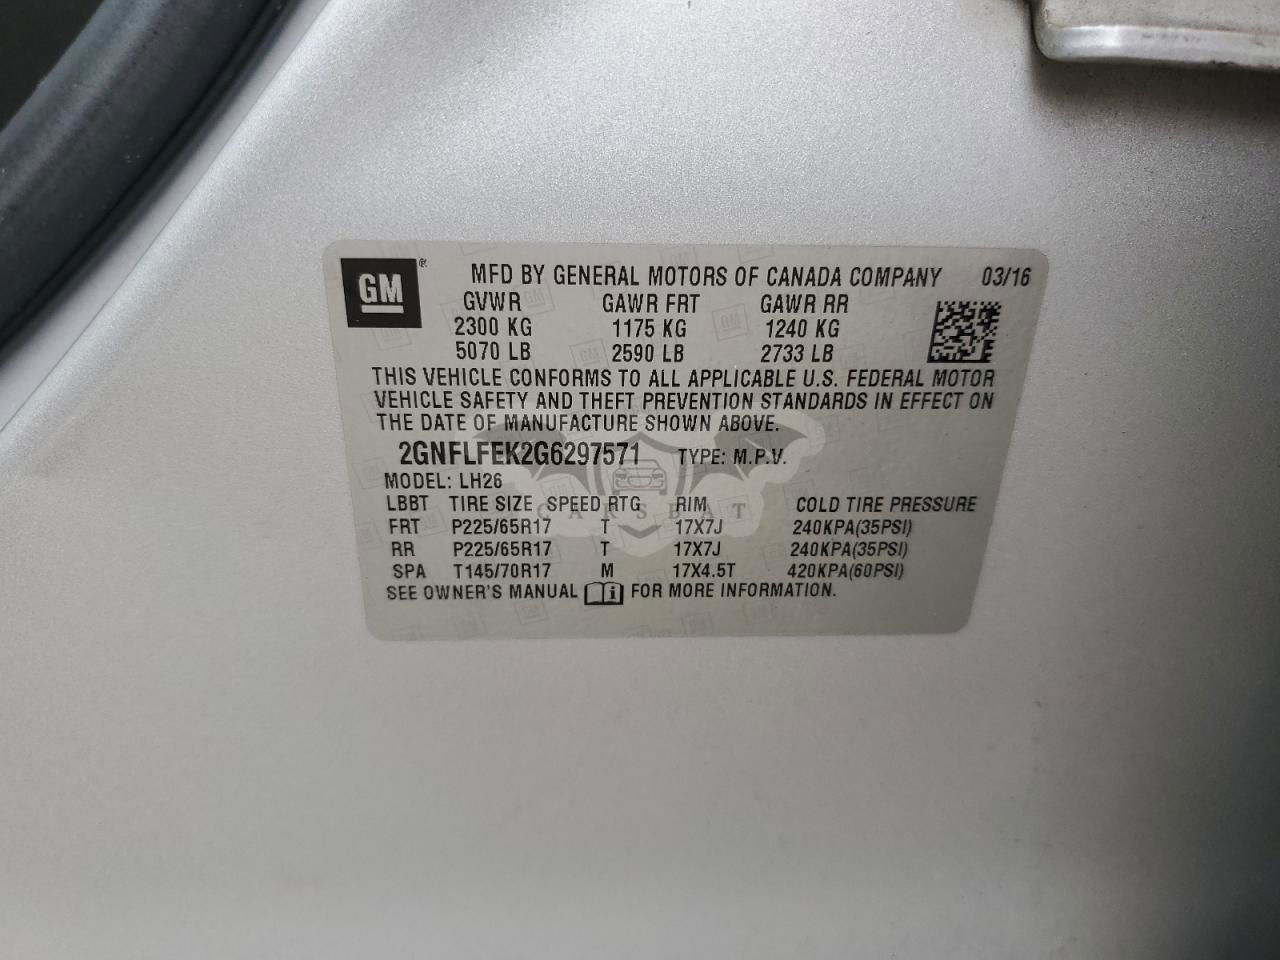 GM ® MFD BY GENERAL MOTORS OF CANADA COMPANY 03/16
GVWR GAWR FRT GAWR RR
2300 KG 1175 KG 1240 KG
5070 LB 2590 LB 2733 LB
THIS VEHICLE CONFORMS TO ALL APPLICABLE U.S. FEDERAL MOTOR
VEHICLE SAFETY AND THEFT PREVENTION STANDARDS IN EFFECT ON
THE DATE OF MANUFACTURE SHOWN ABOVE.
2GNFLFEK2G6297571 TYPE: M.P.V.
MODEL: LH26
LBBT TIRE SIZE SPEED RTG RIM COLD TIRE PRESSURE
CARSBAT
FRT P225/65R17 T 17X7J 240KPA(35PSI)
RR P225/65R17 T 17X7J 240KPA(35PSI)
SPA T145/70R17 M 17X4.5T 420KPA(60PSI)
SEE OWNER'S MANUAL i FOR MORE INFORMATION.